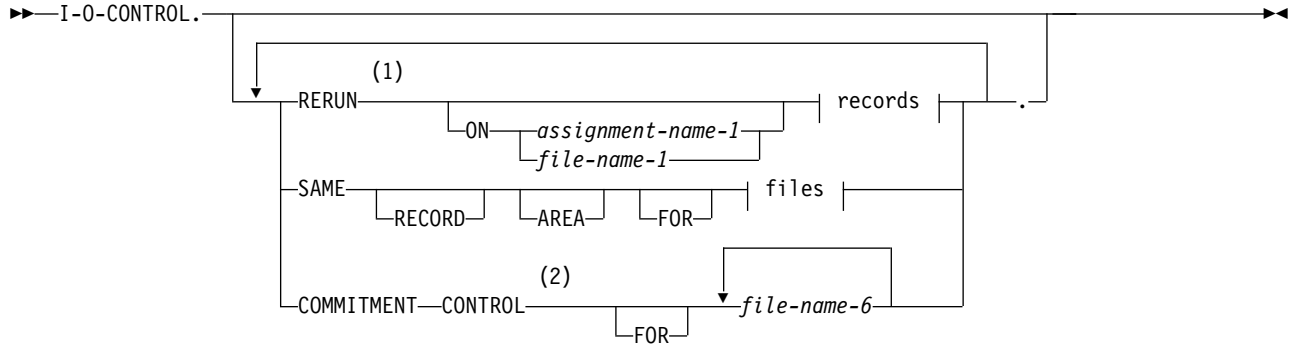 I-O-CONTROL.
(1)
RERUN records .
ON assignment-name-1
file-name-1
SAME files
RECORD AREA FOR
(2)
COMMITMENT CONTROL file-name-6
FOR